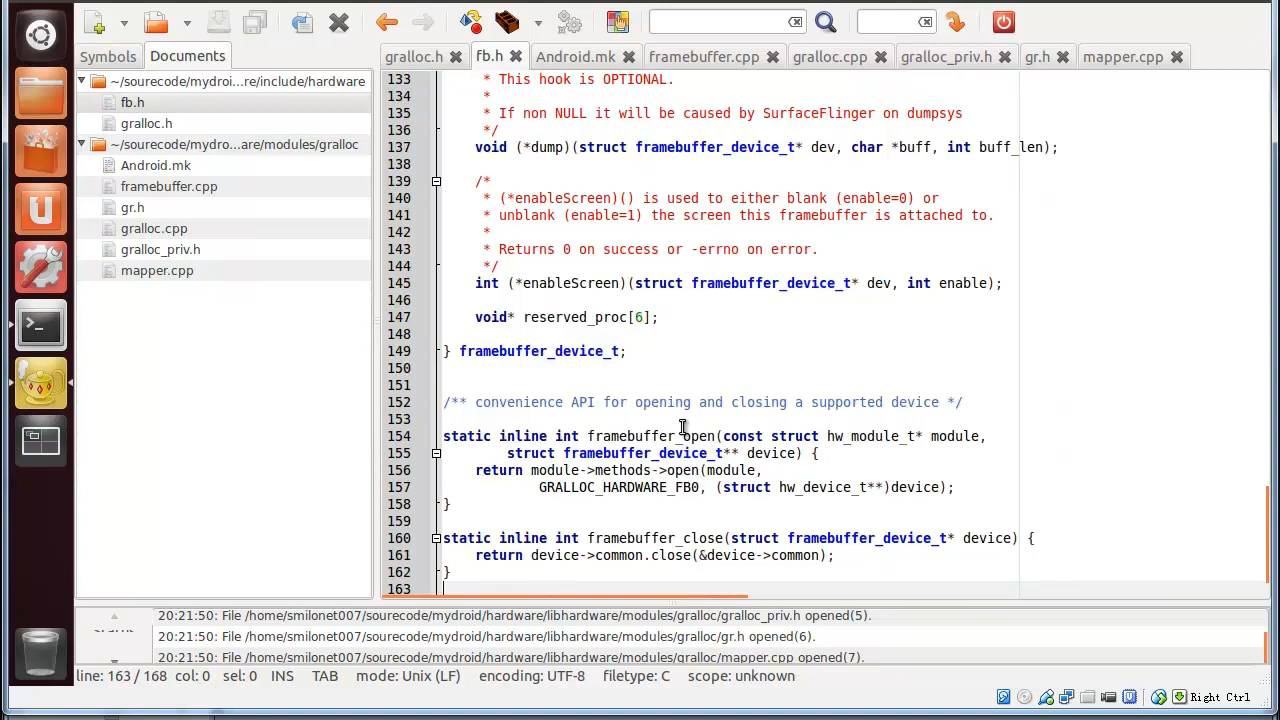 Symbols
Documents
gralloc.h
fb.h
Android.mk
framebuffer.cpp
gralloc.cpp
gralloc_priv.h
gr.h
mapper.cpp
~/sourecode/mydroi...re/include/hardware
fb.h
gralloc.h
~/sourecode/mydro...are/modules/gralloc
Android.mk
framebuffer.cpp
gr.h
gralloc.cpp
gralloc_priv.h
mapper.cpp
133 * This hook is OPTIONAL.
134 *
135 * If non NULL it will be caused by SurfaceFlinger on dumpsys
136 */
137 void (*dump)(struct framebuffer_device_t* dev, char *buff, int buff_len);
138
139 /*
140 * (*enableScreen)() is used to either blank (enable=0) or
141 * unblank (enable=1) the screen this framebuffer is attached to.
142 *
143 * Returns 0 on success or -errno on error.
144 */
145 int (*enableScreen)(struct framebuffer_device_t* dev, int enable);
146
147 void* reserved_proc[6];
148
149 } framebuffer_device_t;
150
151
152 /** convenience API for opening and closing a supported device */
153
154 static inline int framebuffer_open(const struct hw_module_t* module,
155 struct framebuffer_device_t** device) {
156 return module->methods->open(module,
157 GRALLOC_HARDWARE_FB0, (struct hw_device_t**)device);
158 }
159
160 static inline int framebuffer_close(struct framebuffer_device_t* device) {
161 return device->common.close(&device->common);
162 }
163
20:21:50: File /home/smilonet007/sourecode/mydroid/hardware/libhardware/modules/gralloc/gralloc_priv.h opened(5).
20:21:50: File /home/smilonet007/sourecode/mydroid/hardware/libhardware/modules/gralloc/gr.h opened(6).
20:21:50: File /home/smilonet007/sourecode/mydroid/hardware/libhardware/modules/gralloc/mapper.cpp opened(7).
line: 163 / 168 col: 0 sel: 0 INS TAB mode: Unix (LF) encoding: UTF-8 filetype: C scope: unknown
Right Ctrl